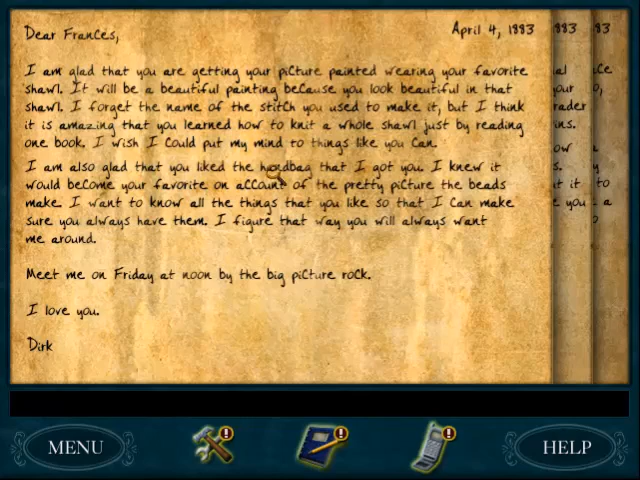 Dear Frances,
April 4, 1883
I am glad that you are getting your picture painted wearing your favorite
shawl. It will be a beautiful painting because you look beautiful in that
shawl. I forget the name of the stitch you used to make it, but I think
it is amazing that you learned how to knit a whole shawl just by reading
one book. I wish I could put my mind to things like you can.
I am also glad that you liked the handbag that I got you. I knew it
would become your favorite on account of the pretty picture the beads
make. I want to know all the things that you like so that I can make
sure you always have them. I figure that way you will always want
me around.
Meet me on Friday at noon by the big picture rock.
I love you.
Dirk
883
83
MENU
HELP